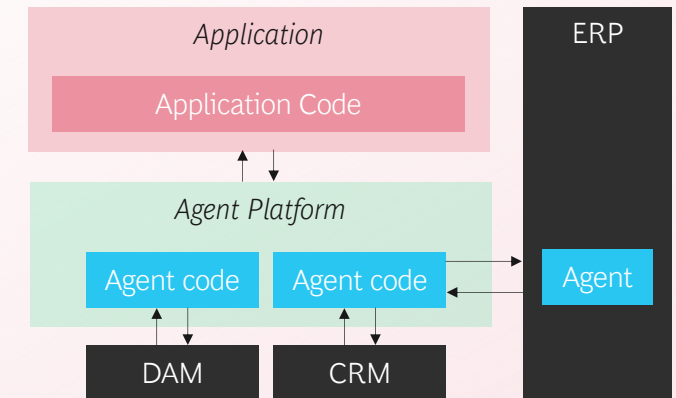 Application
Application Code
ERP
Agent Platform
Agent code
Agent code
Agent
DAM
CRM